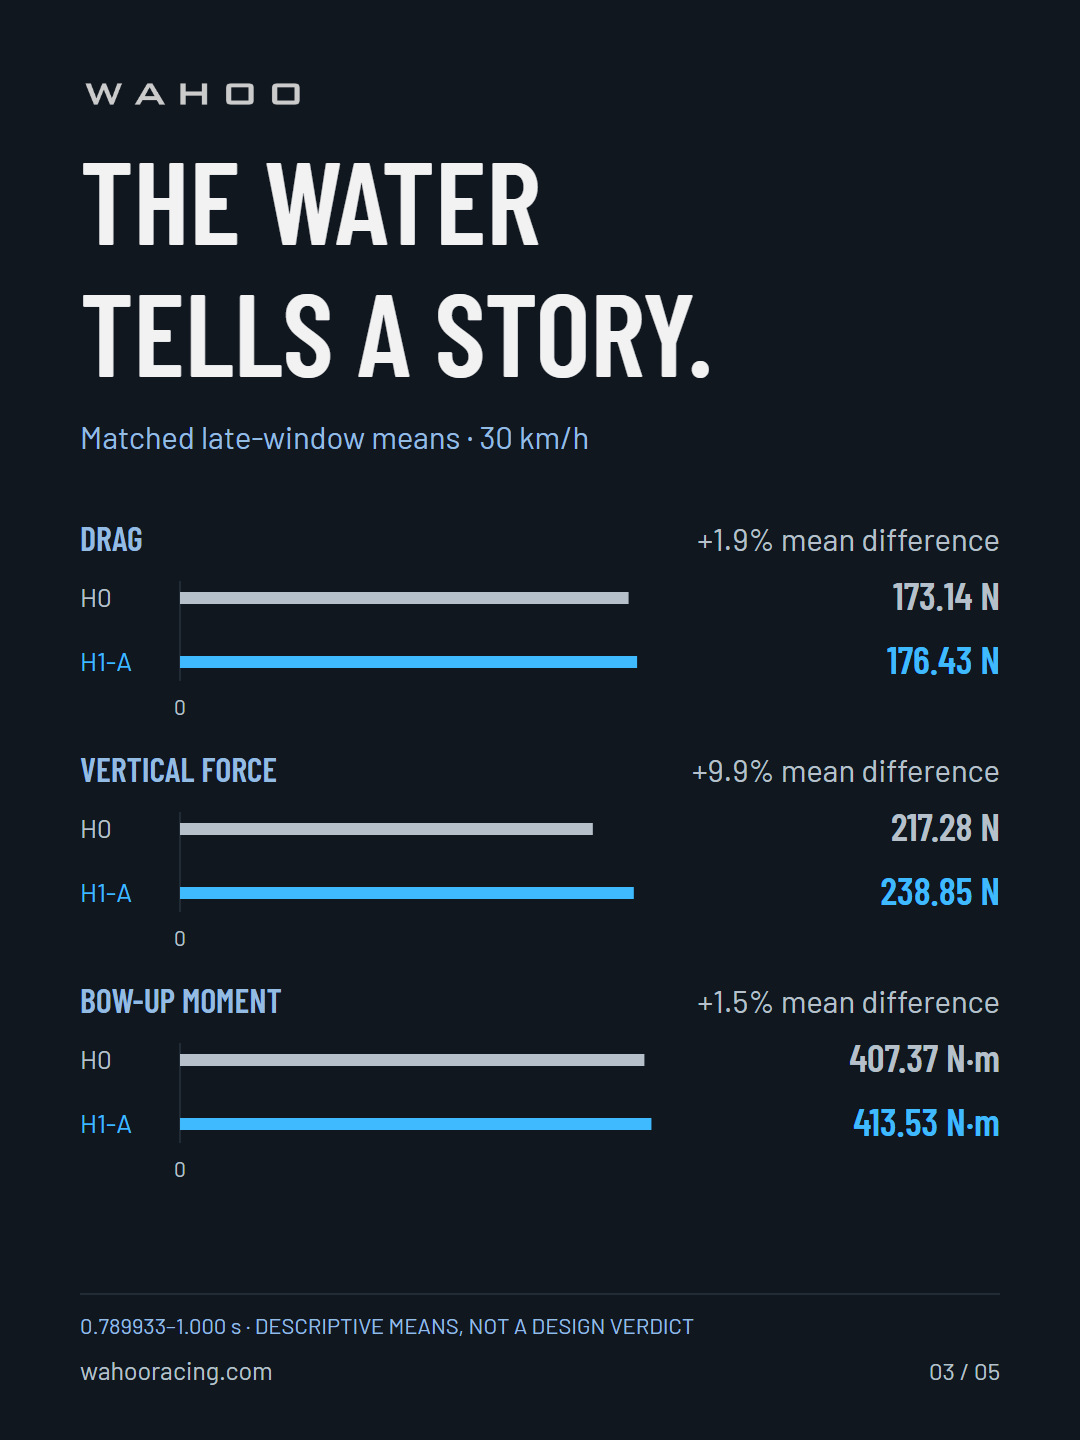 WAHOO
THE WATER
TELLS A STORY.
Matched late-window means · 30 km/h
DRAG +1.9% mean difference
H0 173.14 N
H1-A 176.43 N
0
VERTICAL FORCE +9.9% mean difference
H0 217.28 N
H1-A 238.85 N
0
BOW-UP MOMENT +1.5% mean difference
H0 407.37 N·m
H1-A 413.53 N·m
0
0.789933–1.000 s · DESCRIPTIVE MEANS, NOT A DESIGN VERDICT
wahooracing.com 03 / 05